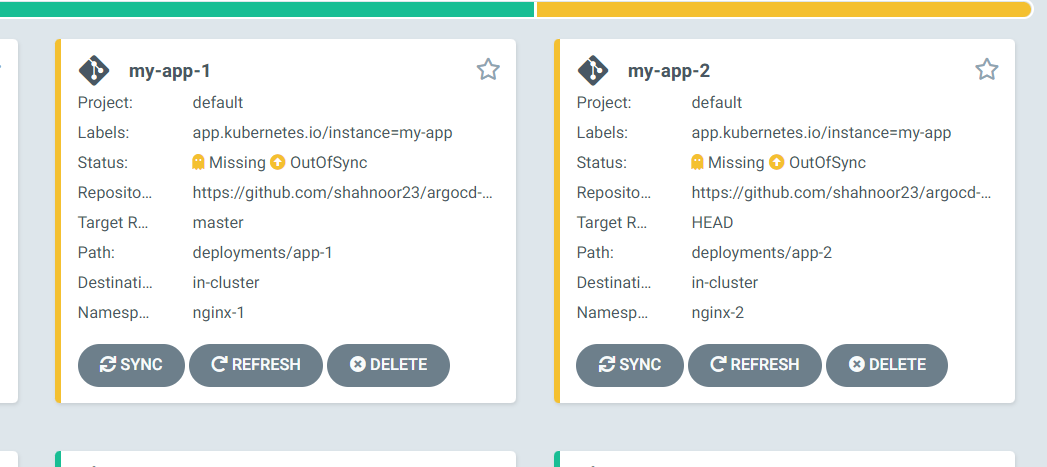 my-app-1
Project: default
Labels: app.kubernetes.io/instance=my-app
Status: Missing OutOfSync
Reposito... https://github.com/shahnoor23/argocd-...
Target R... master
Path: deployments/app-1
Destinati... in-cluster
Namesp... nginx-1
SYNC REFRESH DELETE
my-app-2
Project: default
Labels: app.kubernetes.io/instance=my-app
Status: Missing OutOfSync
Reposito... https://github.com/shahnoor23/argocd-...
Target R... HEAD
Path: deployments/app-2
Destinati... in-cluster
Namesp... nginx-2
SYNC REFRESH DELETE